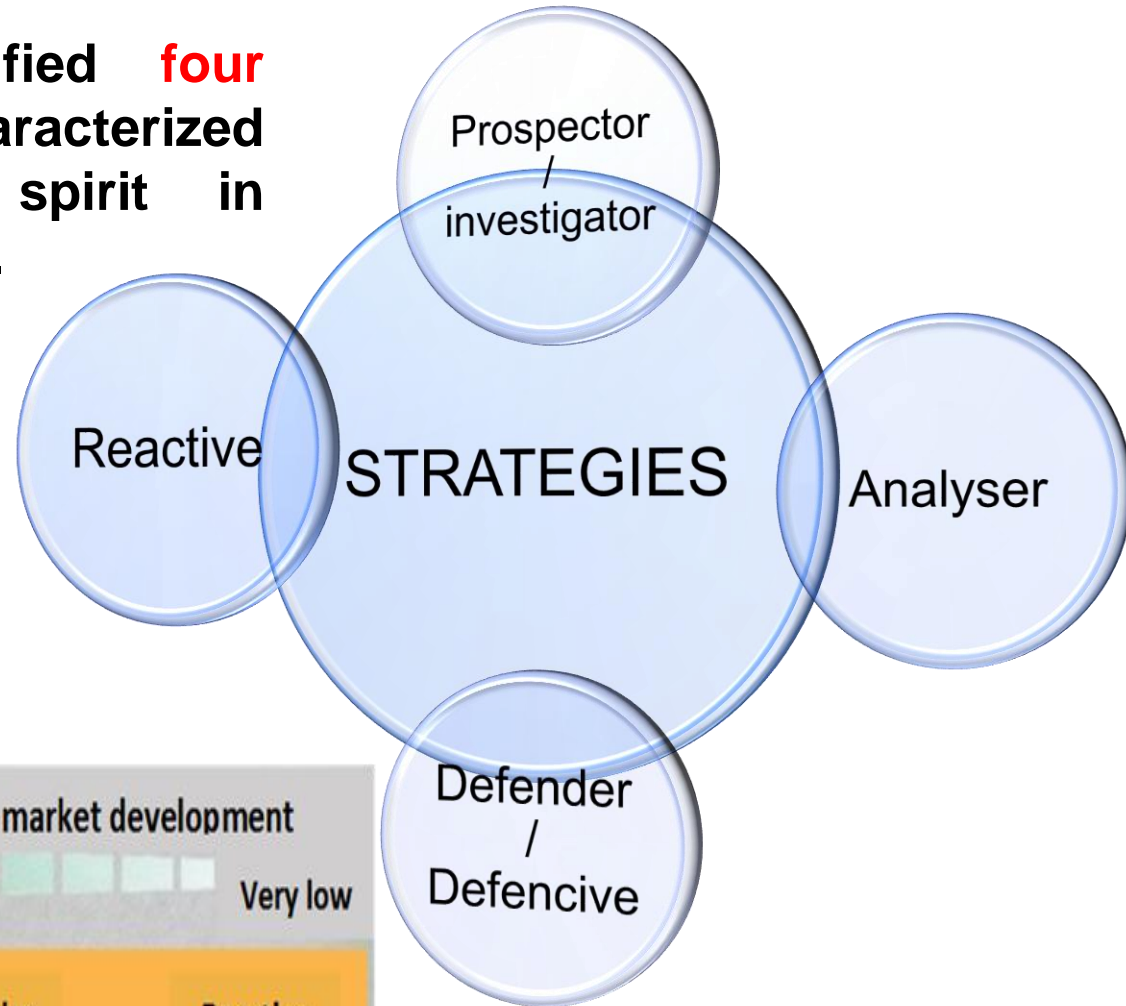 fied four
aracterized
spirit in
.
Prospector
/
investigator
Reactive
STRATEGIES
Analyser
Defender
/
Defencive
market development
Very low